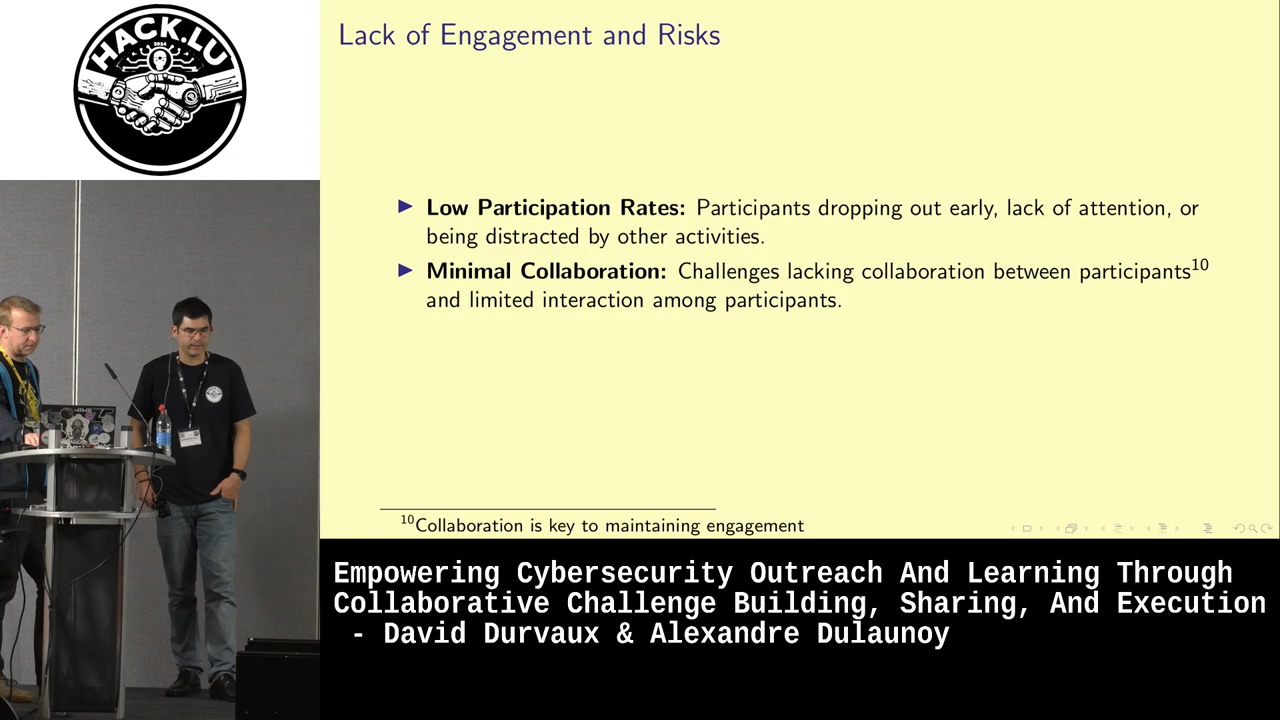 HACK.LU
2024
Lack of Engagement and Risks
Low Participation Rates: Participants dropping out early, lack of attention, or
being distracted by other activities.
Minimal Collaboration: Challenges lacking collaboration between participants10
and limited interaction among participants.
10Collaboration is key to maintaining engagement
Empowering Cybersecurity Outreach And Learning Through
Collaborative Challenge Building, Sharing, And Execution
- David Durvaux & Alexandre Dulaunoy